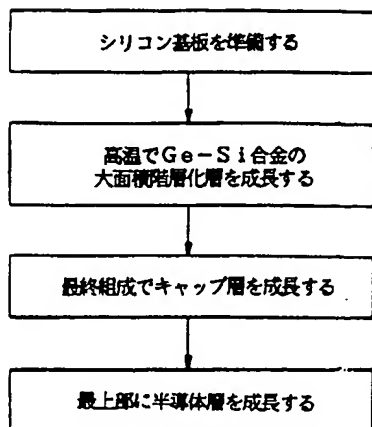 シリコン基板を準備する
高温でGe－Si合金の
大面積階層化層を成長する
最終組成でキャップ層を成長する
最上部に半導体層を成長する